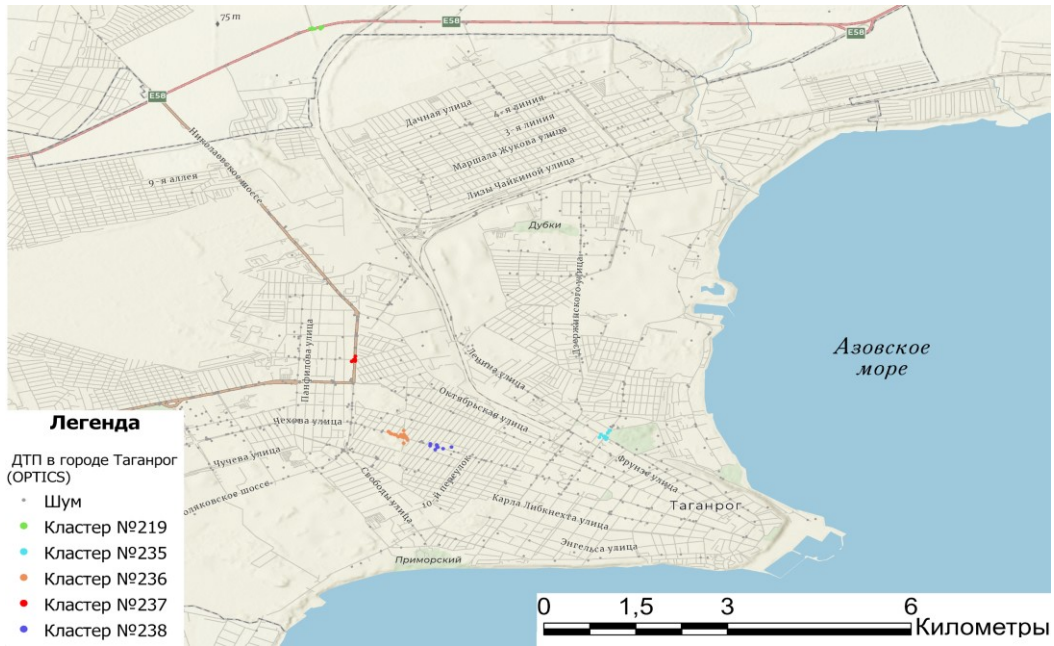 75 m
E58
E58
E58
Дачная улица
4-я линия
3-я линия
Маршала Жукова улица
Лизы Чайкиной улица
Николаевское шоссе
9-я аллея
Дубки
Дзержинского улица
Панфилова улица
Ленина улица
Азовское
море
Октябрьская улица
Чехова улица
Чучева улица
оляковское шоссе
Свободы улица
10-й переулок
Фрунзе улица
Карла Либкнехта улица
Таганрог
Энгельса улица
Приморский
Легенда
ДТП в городе Таганрог
(OPTICS)
Шум
Кластер №219
Кластер №235
Кластер №236
Кластер №237
Кластер №238
0 1,5 3 6
Километры